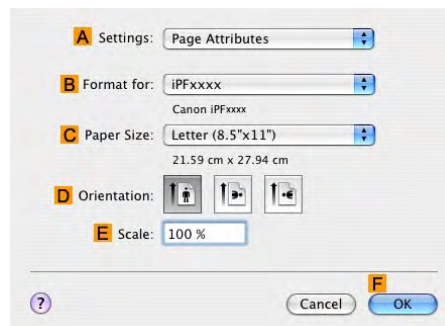 A Settings: Page Attributes
B Format for: iPFxxxx
Canon iPFxxxx
C Paper Size: Letter (8.5"x11")
21.59 cm x 27.94 cm
D Orientation:
E Scale: 100 %
F
? Cancel OK